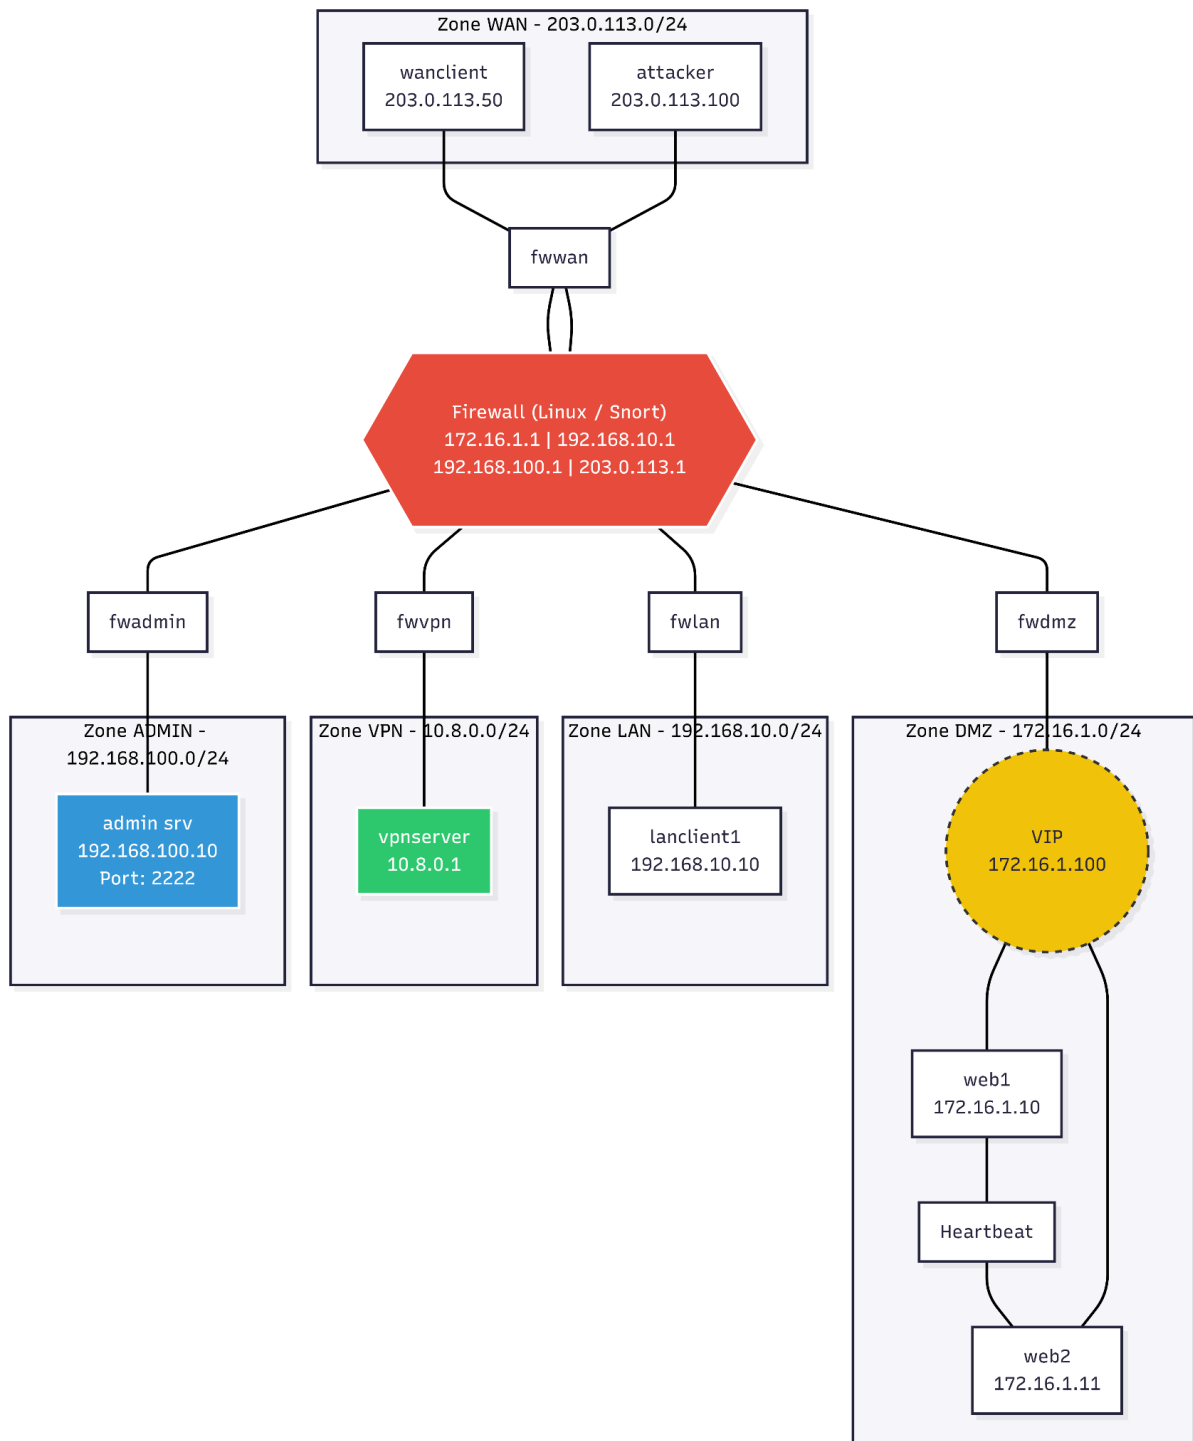 Zone WAN - 203.0.113.0/24
wanclient
203.0.113.50
attacker
203.0.113.100
fwwan
Firewall (Linux / Snort)
172.16.1.1 | 192.168.10.1
192.168.100.1 | 203.0.113.1
fwadmin
fwvpn
fwlan
fwdmz
Zone ADMIN -
192.168.100.0/24
admin srv
192.168.100.10
Port: 2222
Zone VPN - 10.8.0.0/24
vpnserver
10.8.0.1
Zone LAN - 192.168.10.0/24
lanclient1
192.168.10.10
Zone DMZ - 172.16.1.0/24
VIP
172.16.1.100
web1
172.16.1.10
Heartbeat
web2
172.16.1.11